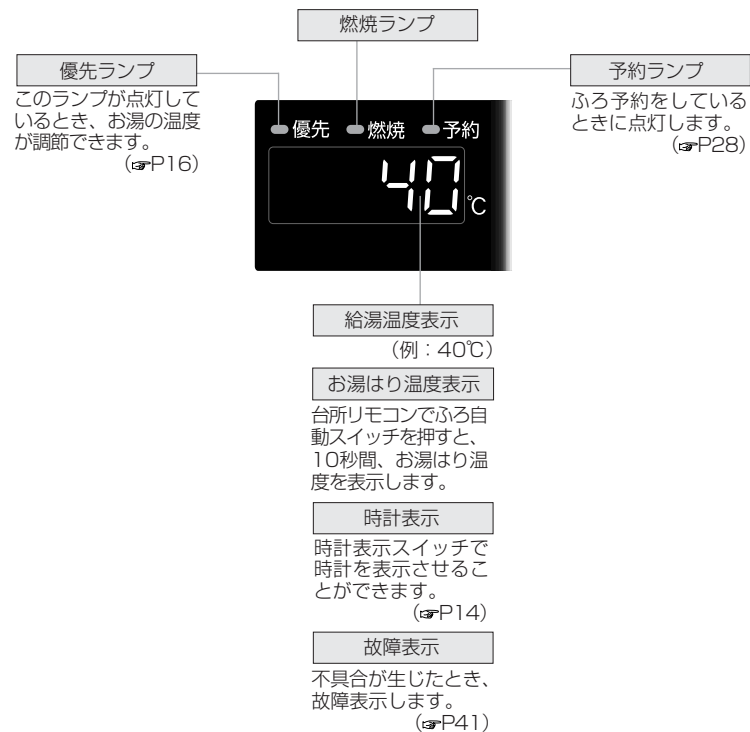 燃焼ランプ
優先ランプ
このランプが点灯して
いるとき、お湯の温度
が調節できます。
(☞P16)
予約ランプ
ふろ予約をしている
ときに点灯します。
(☞P28)
優先 燃焼 予約
40℃
給湯温度表示
(例：40℃)
お湯はり温度表示
台所リモコンでふろ自
動スイッチを押すと、
10秒間、お湯はり温
度を表示します。
時計表示
時計表示スイッチで
時計を表示させるこ
とができます。
(☞P14)
故障表示
不具合が生じたとき、
故障表示します。
(☞P41)